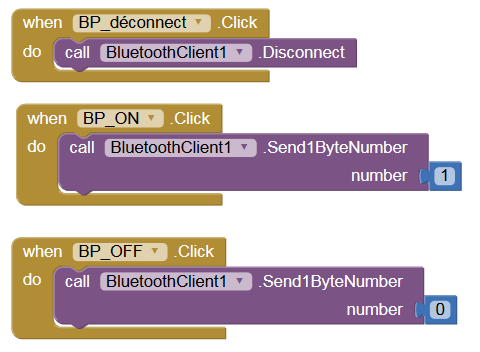 when BP_déconnect .Click
do call BluetoothClient1 .Disconnect
when BP_ON .Click
do call BluetoothClient1 .Send1ByteNumber
number 1
when BP_OFF .Click
do call BluetoothClient1 .Send1ByteNumber
number 0